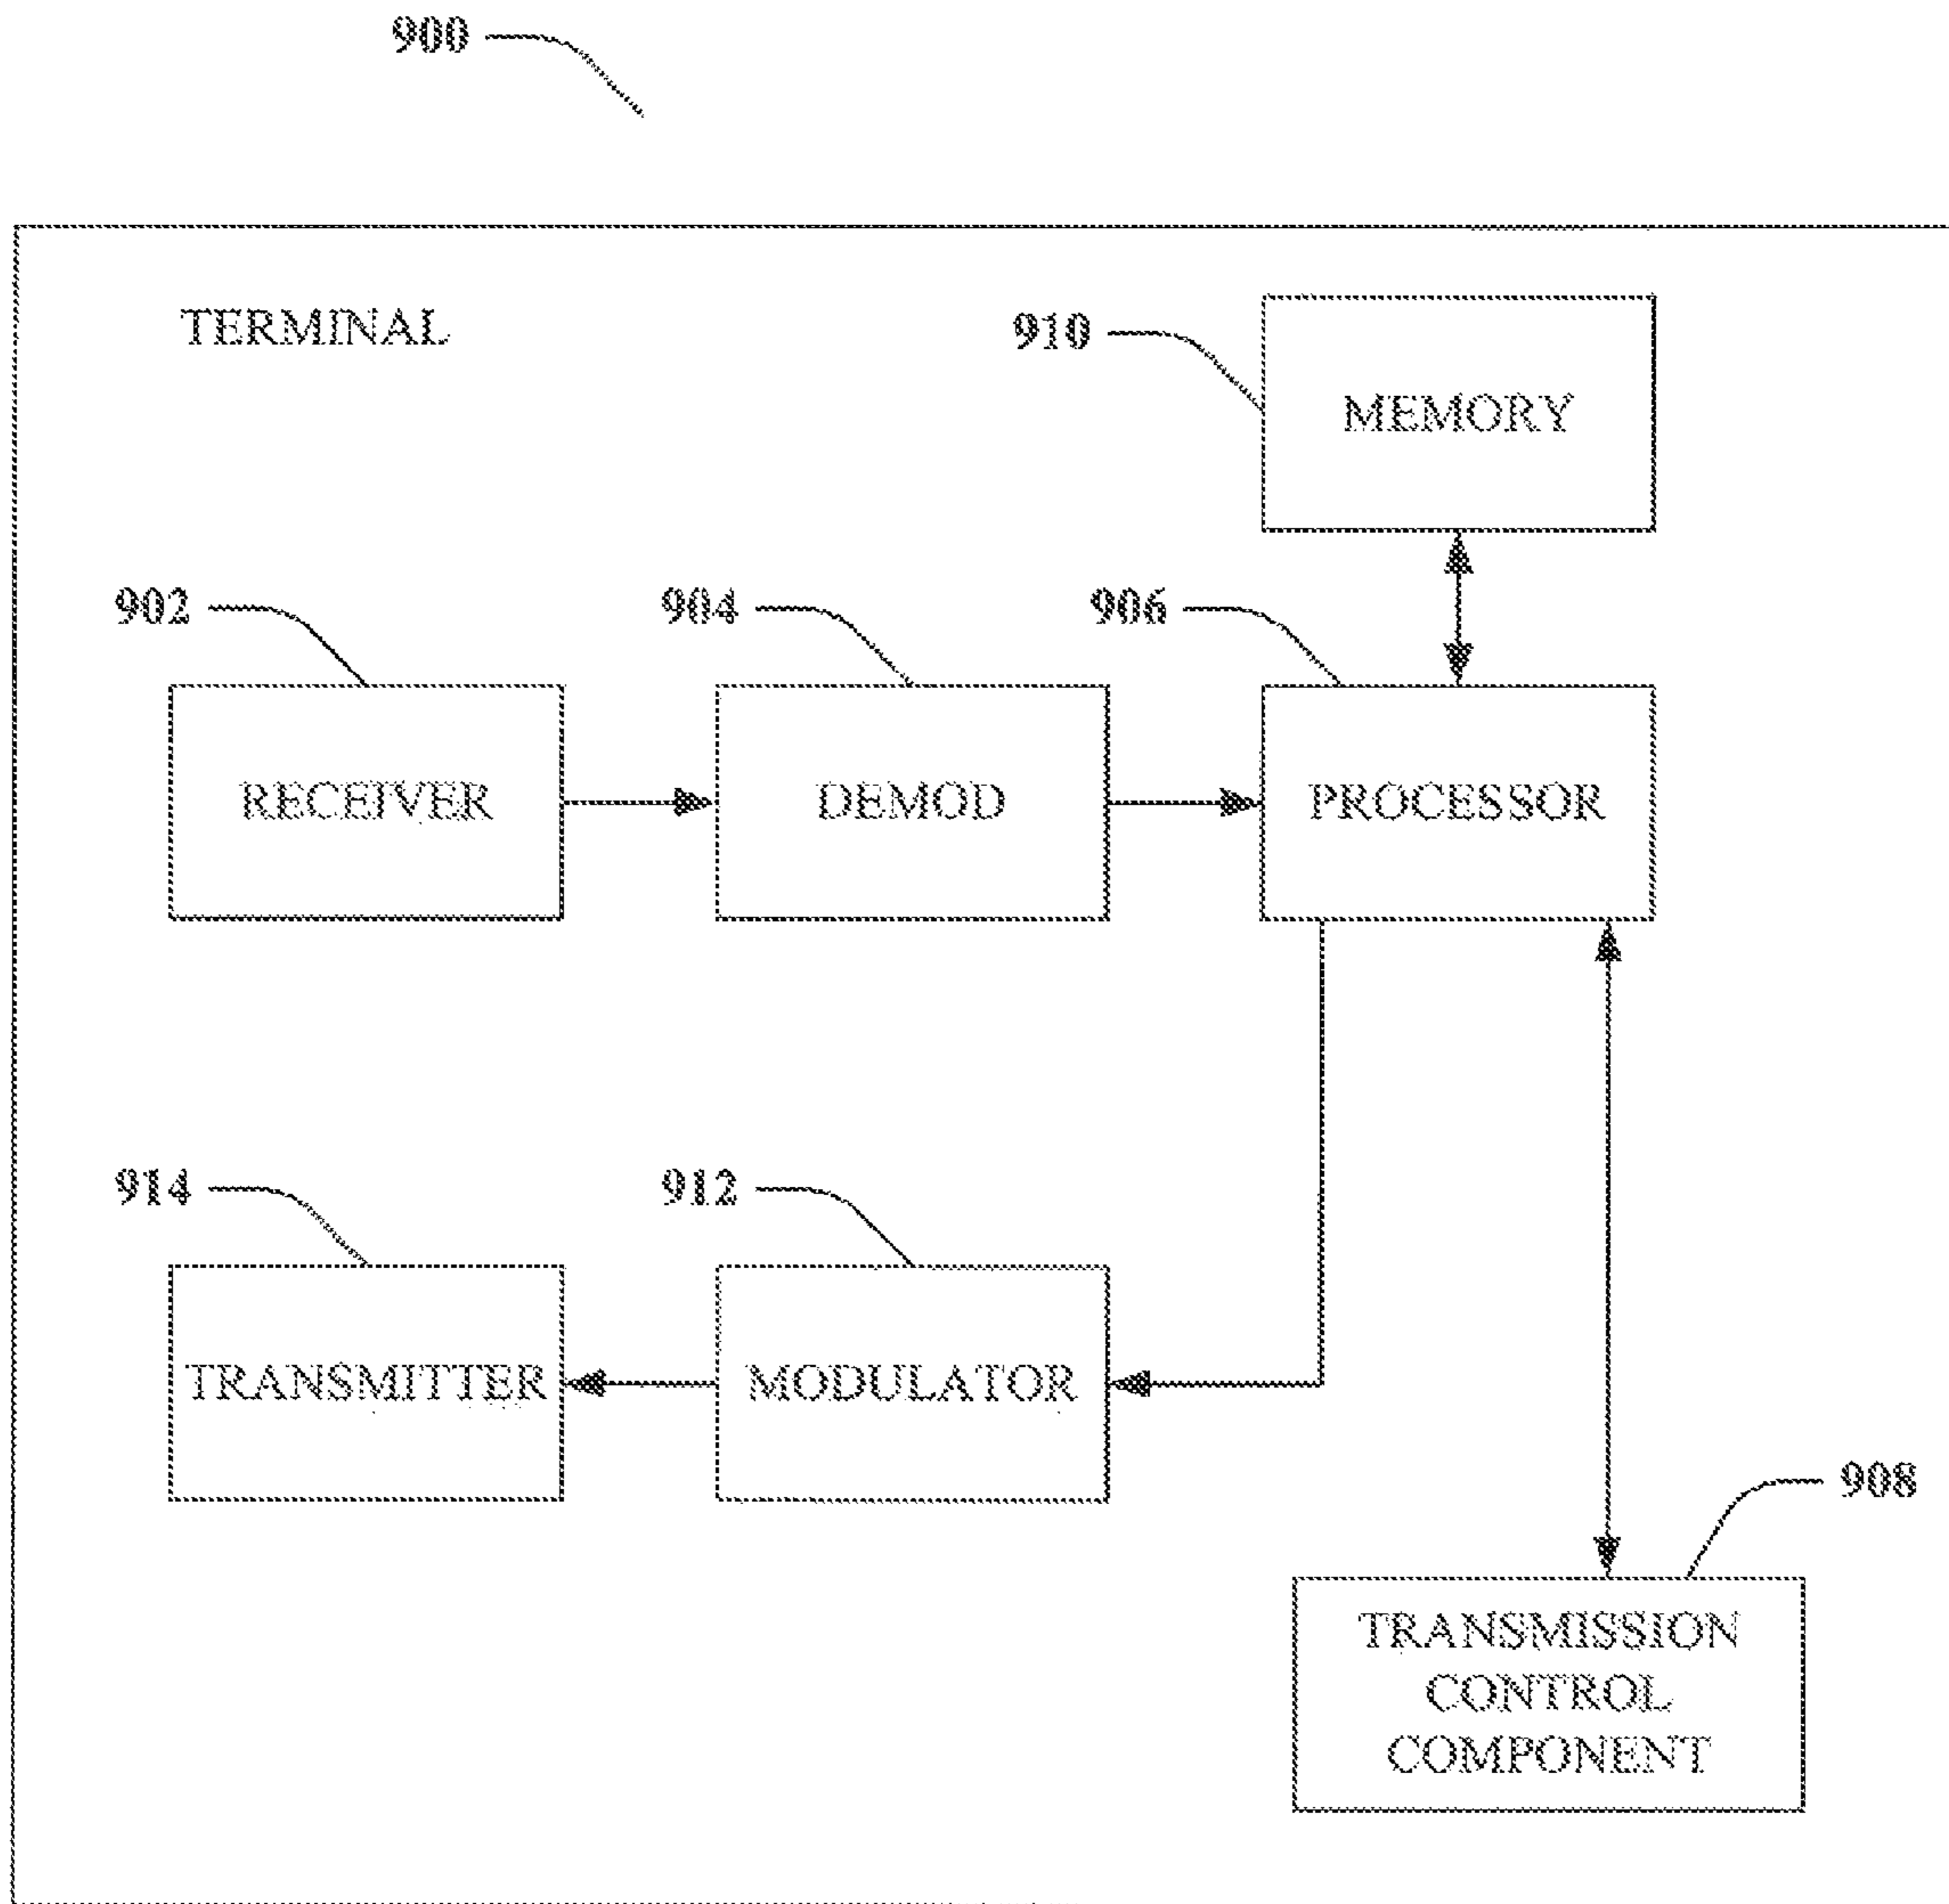 900
TERMINAL
910
MEMORY
902
904
906
RECEIVER
DEMOD
PROCESSOR
914
912
TRANSMITTER
MODULATOR
908
TRANSMISSION
CONTROL
COMPONENT